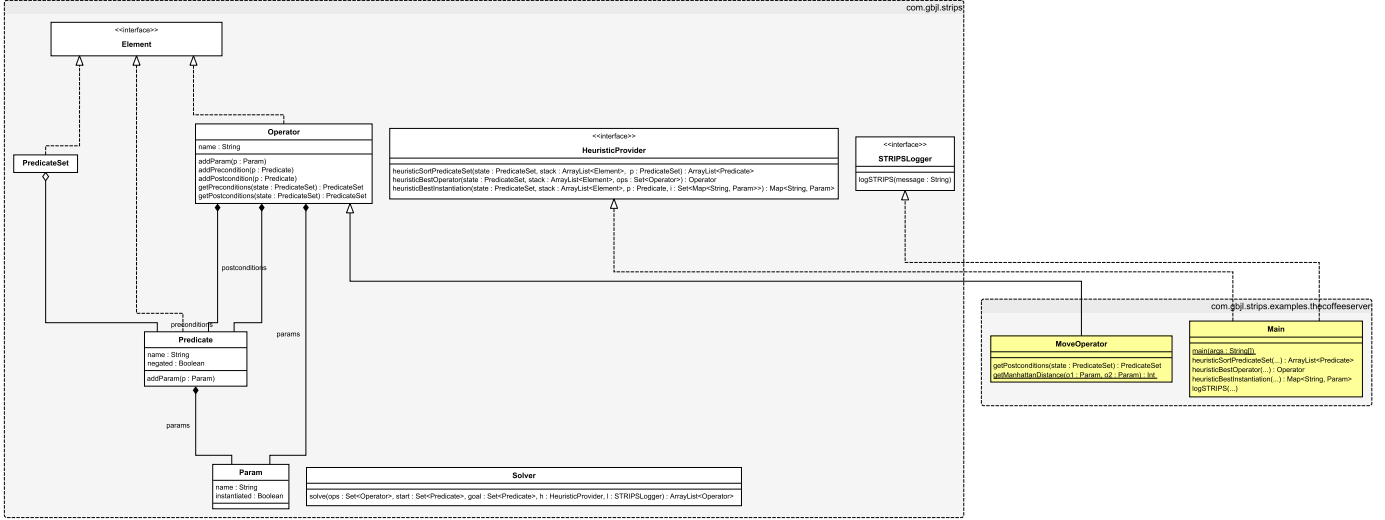 com.gbjl.strips
<<interface>>
Element
Operator
name : String
addParam(p : Param)
addPrecondition(p : Predicate)
addPostcondition(p : Predicate)
getPreconditions(state : PredicateSet) : PredicateSet
getPostconditions(state : PredicateSet) : PredicateSet
<<interface>>
HeuristicProvider
heuristicSortPredicateSet(state : PredicateSet, stack : ArrayList<Element>,  p : PredicateSet) : ArrayList<Predicate>
heuristicBestOperator(state : PredicateSet, stack : ArrayList<Element>, ops : Set<Operator>) : Operator
heuristicBestInstantiation(state : PredicateSet, stack : ArrayList<Element>, p : Predicate, i : Set<Map<String, Param>>) : Map<String, Param>
<<interface>>
STRIPSLogger
logSTRIPS(message : String)
PredicateSet
postconditions
preconditions
params
com.gbjl.strips.examples.thecoffeeserver
MoveOperator
getPostconditions(state : PredicateSet) : PredicateSet
getManhattanDistance(o1 : Param, o2 : Param) : Int
Main
main(args : String[])
heuristicSortPredicateSet(...) : ArrayList<Predicate>
heuristicBestOperator(...) : Operator
heuristicBestInstantiation(...) : Map<String, Param>
logSTRIPS(...)
Predicate
name : String
negated : Boolean
addParam(p : Param)
params
Param
name : String
instantiated : Boolean
Solver
solve(ops : Set<Operator>, start : Set<Predicate>, goal : Set<Predicate>, h : HeuristicProvider, l : STRIPSLogger) : ArrayList<Operator>